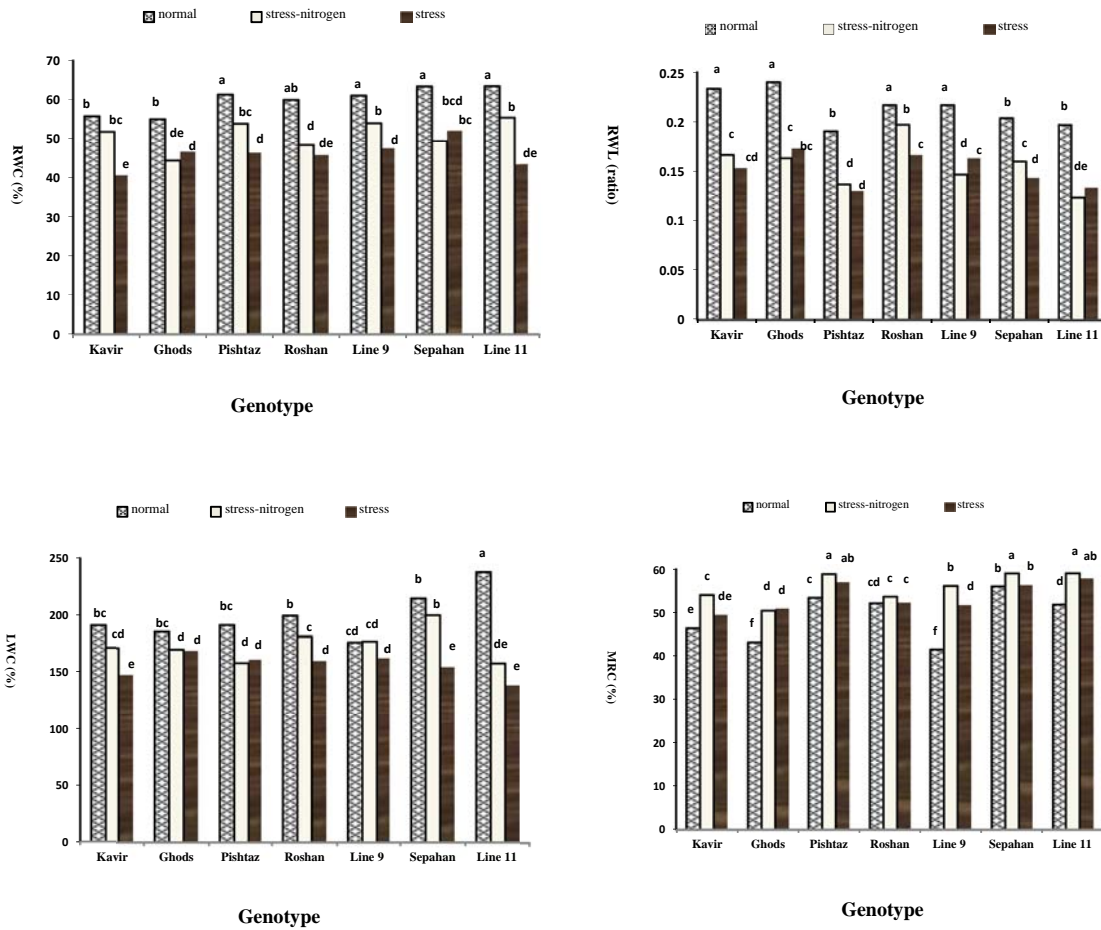 normal stress-nitrogen stress
RWC (%)
70
60
50
40
30
20
10
0
b bc e b de d a bc d ab d de a b d a bcd bc a b de
Kavir Ghods Pishtaz Roshan Line 9 Sepahan Line 11
Genotype
normal stress-nitrogen stress
RWL (ratio)
0.25
0.2
0.15
0.1
0.05
0
a c cd a c bc b d d a b c a d c b c d b de
Kavir Ghods Pishtaz Roshan Line 9 Sepahan Line 11
Genotype
normal stress-nitrogen stress
LWC (%)
250
200
150
100
50
0
bc cd e bc d d bc d d b c d cd cd d b b d a de d
Kavir Ghods Pishtaz Roshan Line 9 Sepahan Line 11
Genotype
normal stress-nitrogen stress
MRC (%)
60
50
40
30
20
10
0
e c de f d d c a ab cd c c f b d b a b d a ab
Kavir Ghods Pishtaz Roshan Line 9 Sepahan Line 11
Genotype